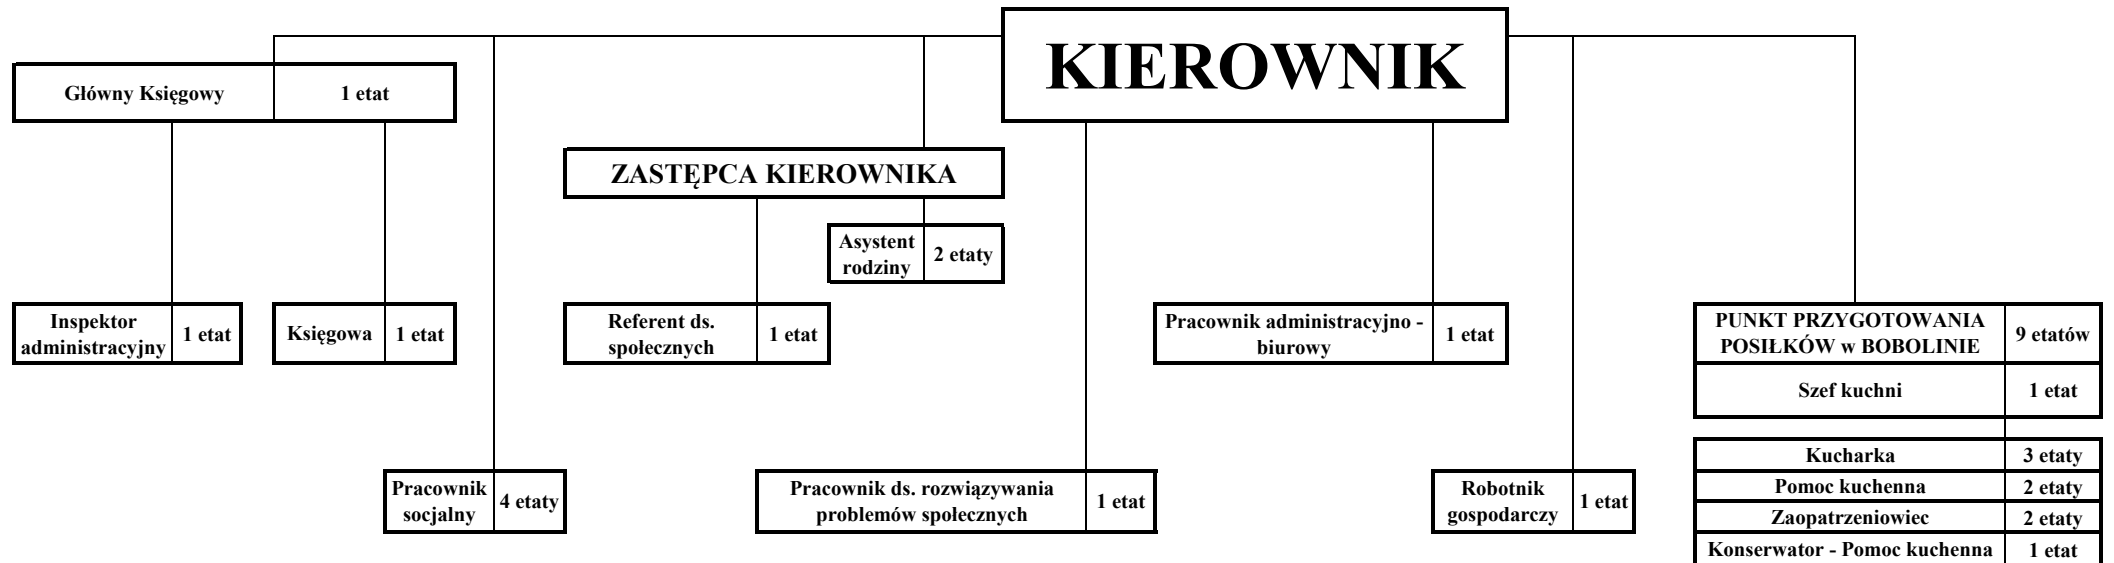 KIEROWNIK
Główny Księgowy 1 etat
ZASTĘPCA KIEROWNIKA
Asystent
rodziny
2 etaty
Inspektor
administracyjny
1 etat
Księgowa 1 etat
Referent ds.
społecznych
1 etat
Pracownik administracyjno -
biurowy
1 etat
PUNKT PRZYGOTOWANIA
POSIŁKÓW w BOBOLINIE
9 etatów
Szef kuchni 1 etat
Kucharka 3 etaty
Pomoc kuchenna 2 etaty
Zaopatrzeniowiec 2 etaty
Konserwator - Pomoc kuchenna 1 etat
Pracownik
socjalny
4 etaty
Pracownik ds. rozwiązywania
problemów społecznych
1 etat
Robotnik
gospodarczy
1 etat